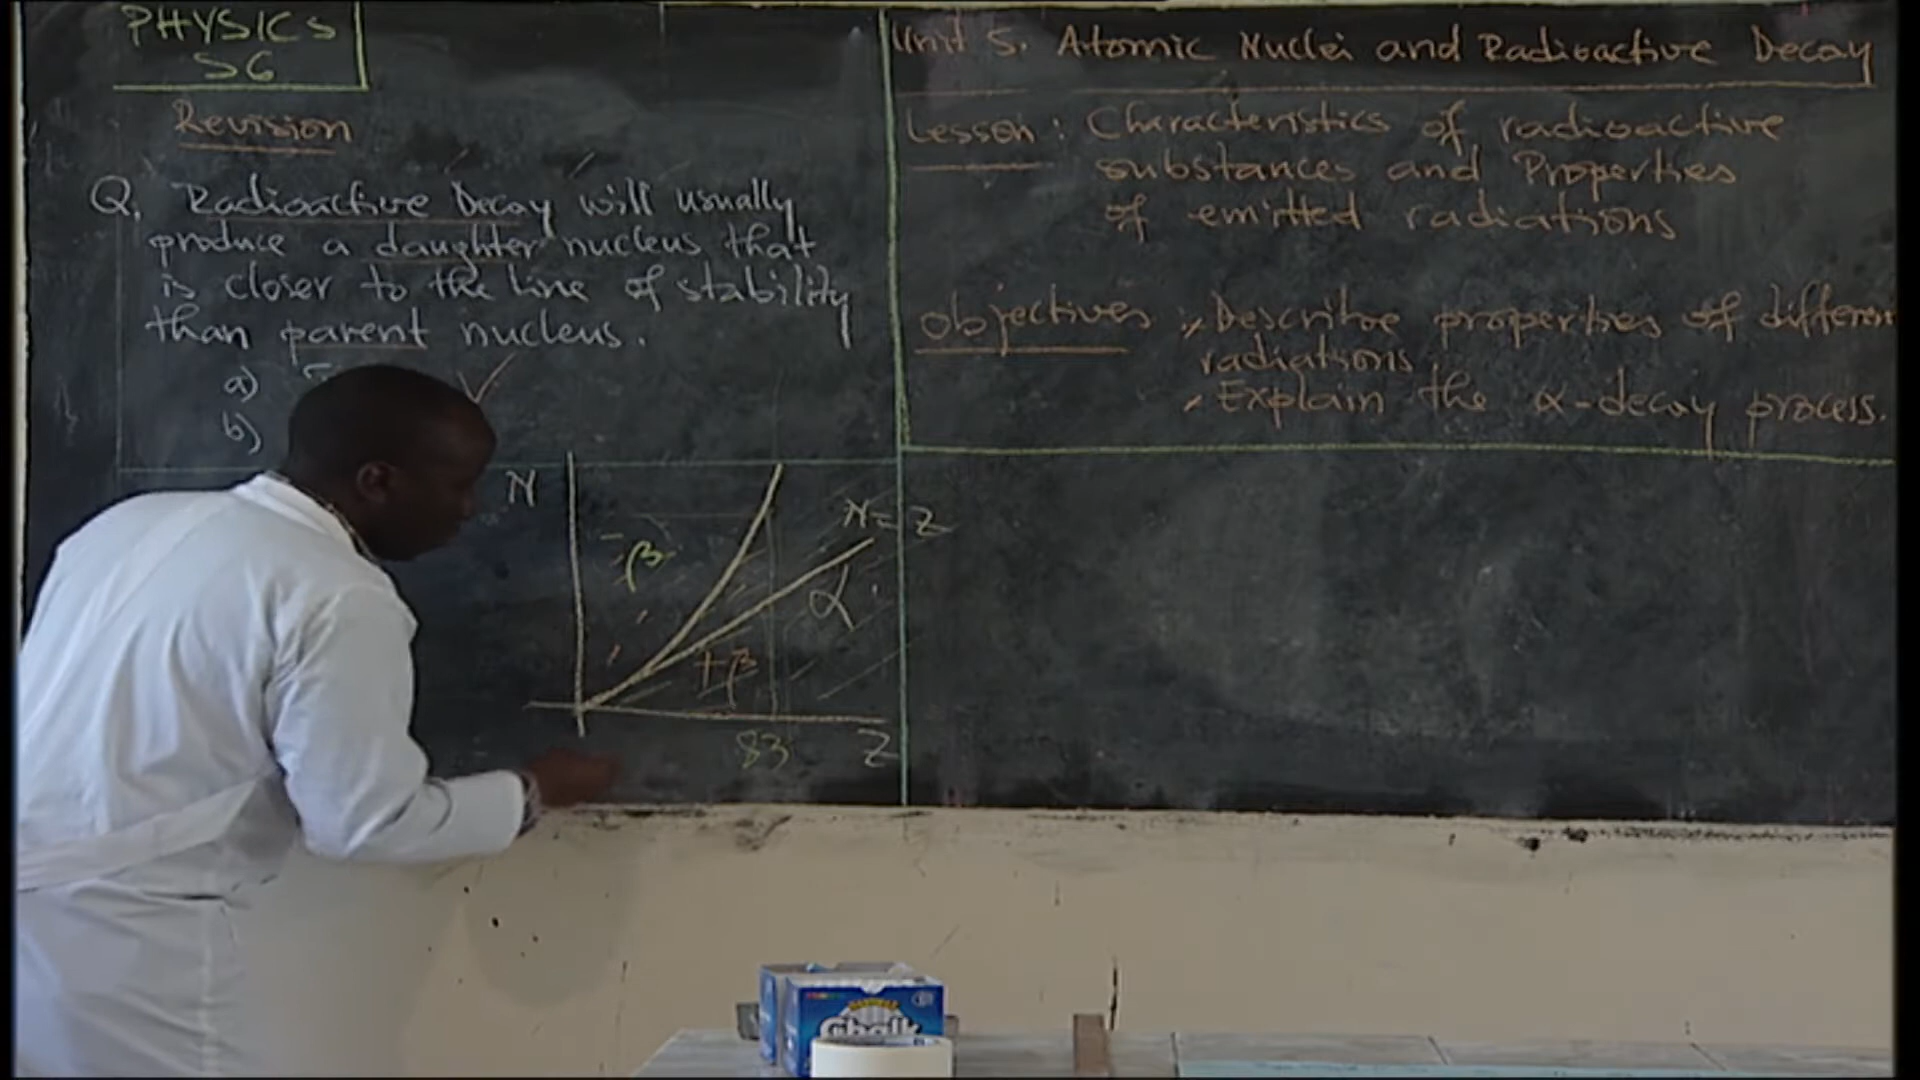 PHYSICS
S6
Revision
Q. Radioactive Decay will usually
produce a daughter nucleus that
is closer to the line of stability
than parent nucleus.
a)
b)
N
N=Z
-β
α
+β
83
Z
Unit 5. Atomic Nuclei and Radioactive Decay
Lesson: Characteristics of radioactive
substances and Properties
of emitted radiations
Objectives: Describe properties of differen
radiations
Explain the α-decay process.
Chalk